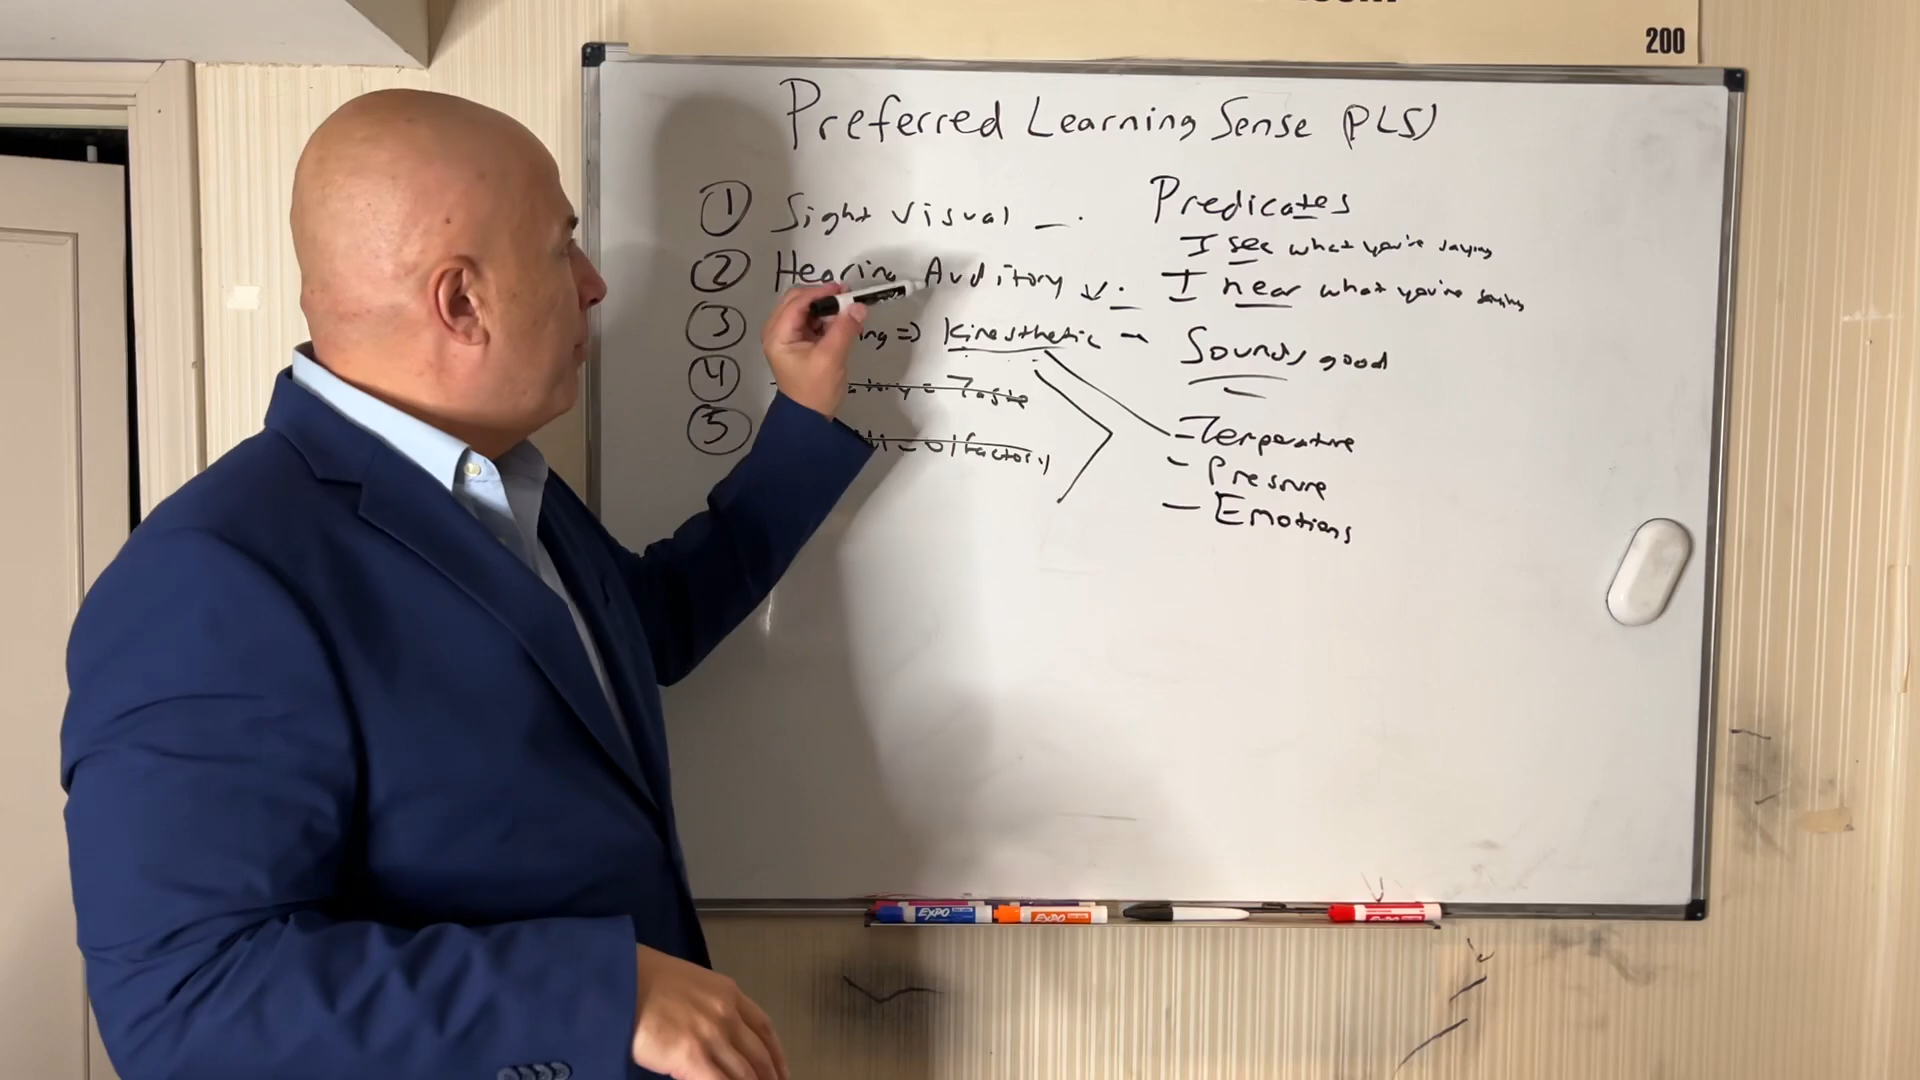 200
Preferred Learning Sense (PLS)
① Sight Visual –.
② Hearing Auditory
③ ng => Kinesthetic –
④ = Taste
⑤ = olfactory
Predicates
I see what you're saying
I hear what you're saying
Sounds good
- Temperature
- Pressure
- Emotions
EXPO
EXPO